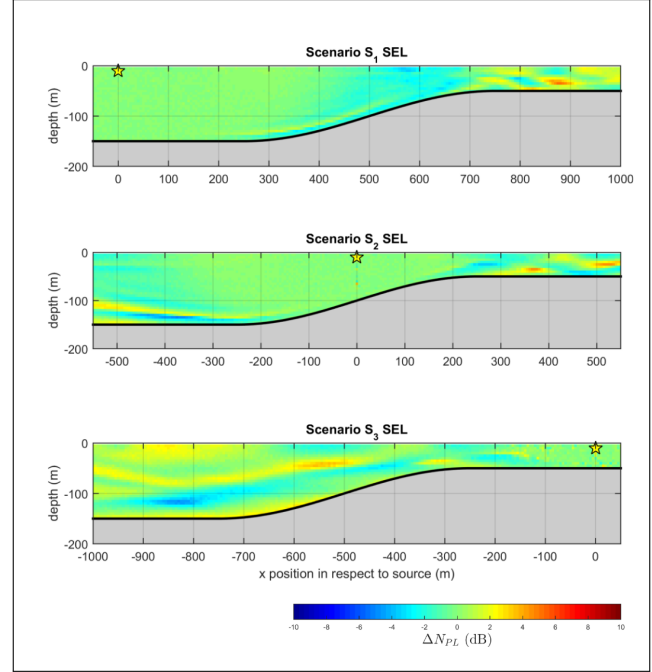 Scenario S1 SEL
0
-100
-200
depth (m)
0 100 200 300 400 500 600 700 800 900 1000
Scenario S2 SEL
0
-100
-200
depth (m)
-500 -400 -300 -200 -100 0 100 200 300 400 500
Scenario S3 SEL
0
-100
-200
depth (m)
-1000 -900 -800 -700 -600 -500 -400 -300 -200 -100 0
x position in respect to source (m)
-10 -8 -6 -4 -2 0 2 4 6 8 10
ΔN_PL (dB)